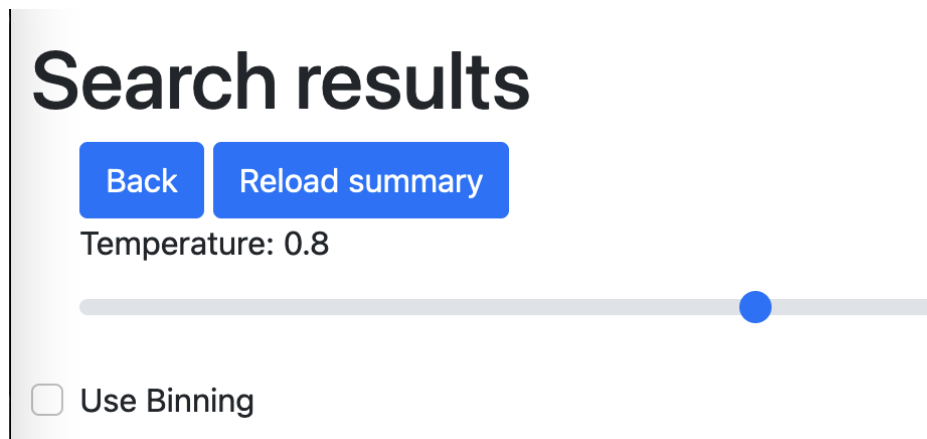 Search results
Back Reload summary
Temperature: 0.8
Use Binning